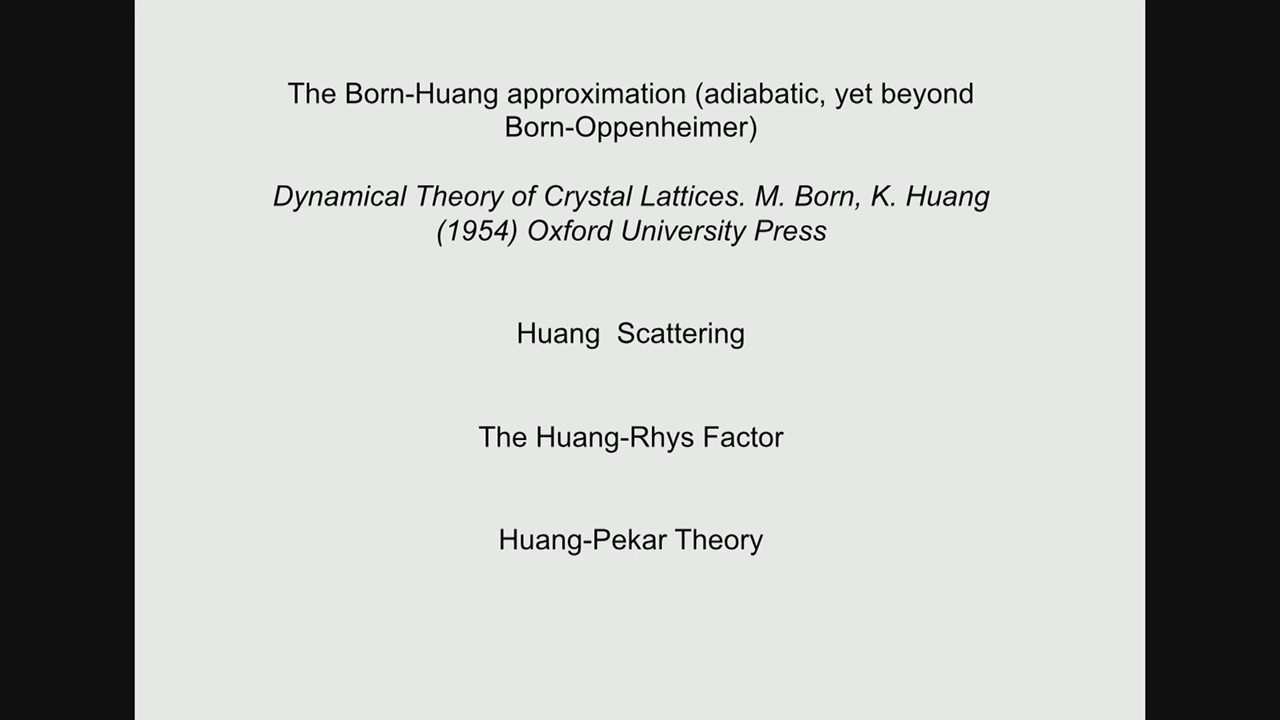 The Born-Huang approximation (adiabatic, yet beyond
Born-Oppenheimer)
Dynamical Theory of Crystal Lattices. M. Born, K. Huang
(1954) Oxford University Press
Huang  Scattering
The Huang-Rhys Factor
Huang-Pekar Theory